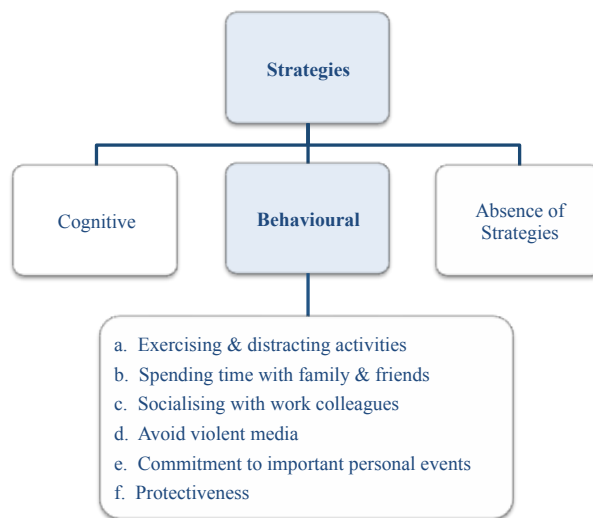 Strategies
Cognitive
Behavioural
Absence of
Strategies
a. Exercising & distracting activities
b. Spending time with family & friends
c. Socialising with work colleagues
d. Avoid violent media
e. Commitment to important personal events
f. Protectiveness